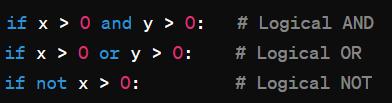 if x > 0 and y > 0:   # Logical AND
if x > 0 or y > 0:    # Logical OR
if not x > 0:         # Logical NOT